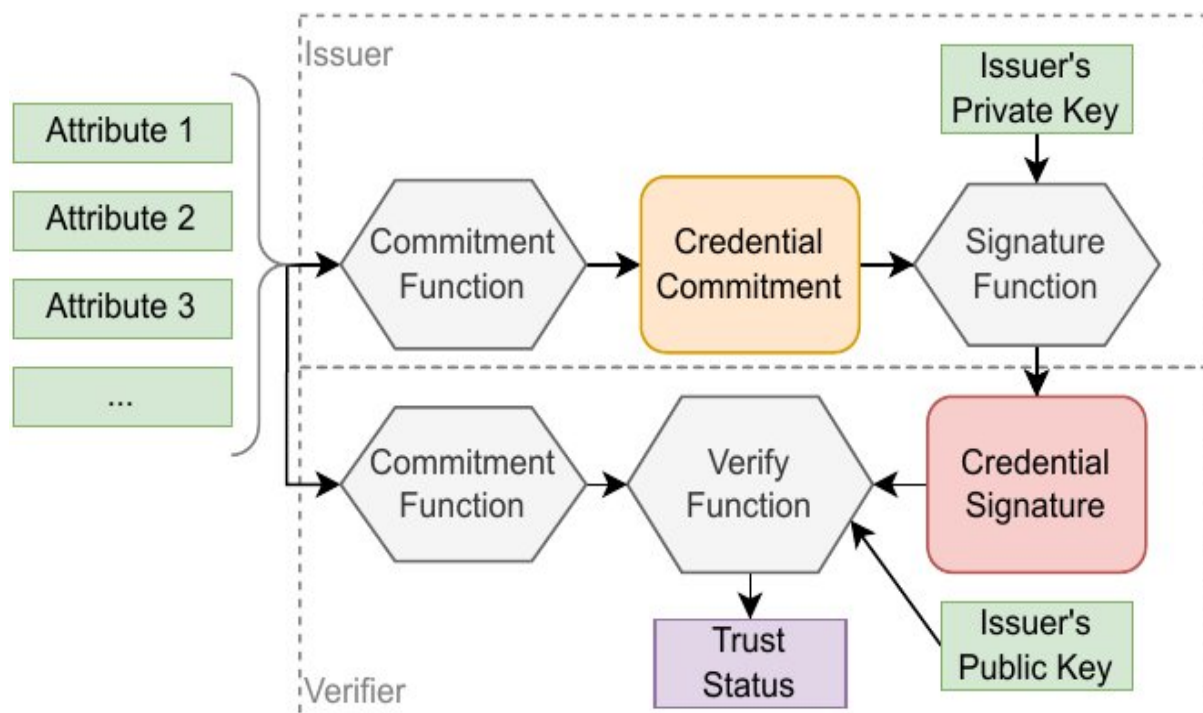 Issuer
Issuer's
Private Key
Attribute 1
Attribute 2
Attribute 3
...
Commitment
Function
Credential
Commitment
Signature
Function
Commitment
Function
Verify
Function
Credential
Signature
Trust
Status
Issuer's
Public Key
Verifier